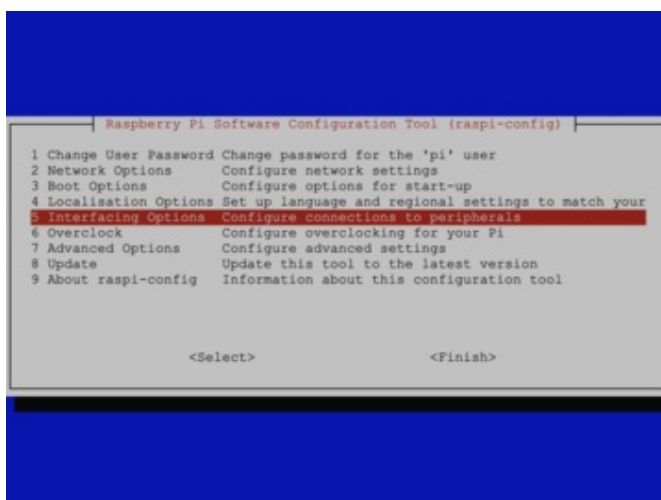 Raspberry Pi Software Configuration Tool (raspi-config)
1 Change User Password Change password for the 'pi' user
2 Network Options Configure network settings
3 Boot Options Configure options for start-up
4 Localisation Options Set up language and regional settings to match your
5 Interfacing Options Configure connections to peripherals
6 Overclock Configure overclocking for your Pi
7 Advanced Options Configure advanced settings
8 Update Update this tool to the latest version
9 About raspi-config Information about this configuration tool
<Select> <Finish>